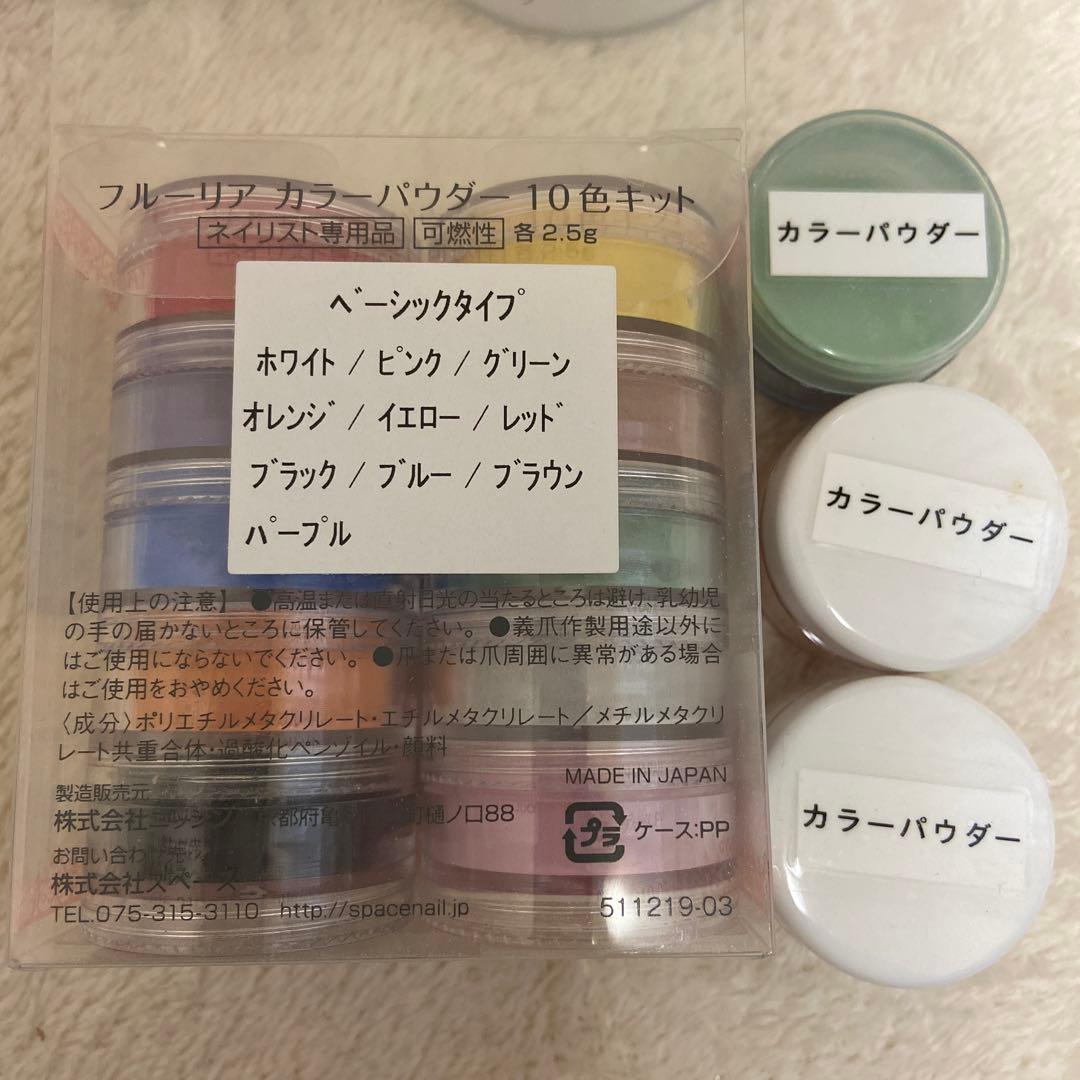 フルーリア カラーパウダー 10色キット
ネイリスト専用品 可燃性 各2.5g
ベーシックタイプ
ホワイト / ピンク / グリーン
オレンジ / イエロー / レッド
ブラック / ブルー / ブラウン
パープル
【使用上の注意】 ●高温または直射日光の当たるところは避け、乳幼児
の手の届かないところに保管してください。 ●義爪作製用途以外に
はご使用にならないでください。 ●爪または爪周囲に異常がある場合
はご使用をおやめください。
〈成分〉ポリエチルメタクリレート・エチルメタクリレート／メチルメタクリ
レート共重合体・過酸化ベンゾイル・顔料
MADE IN JAPAN
製造販売元
株式会社 町樋ノ口88
プラ ケース:PP
お問い合わせ先
株式会社スペース
TEL.075-315-3110 http://spacenail.jp
511219-03
カラーパウダー
カラーパウダー
カラーパウダー